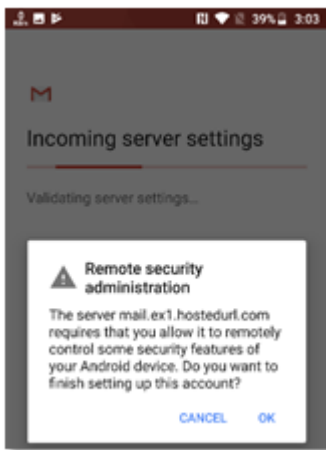 39% 3:03
Incoming server settings
Validating server settings...
Remote security
administration
The server mail.ex1.hostedurl.com
requires that you allow it to remotely
control some security features of
your Android device. Do you want to
finish setting up this account?
CANCEL OK